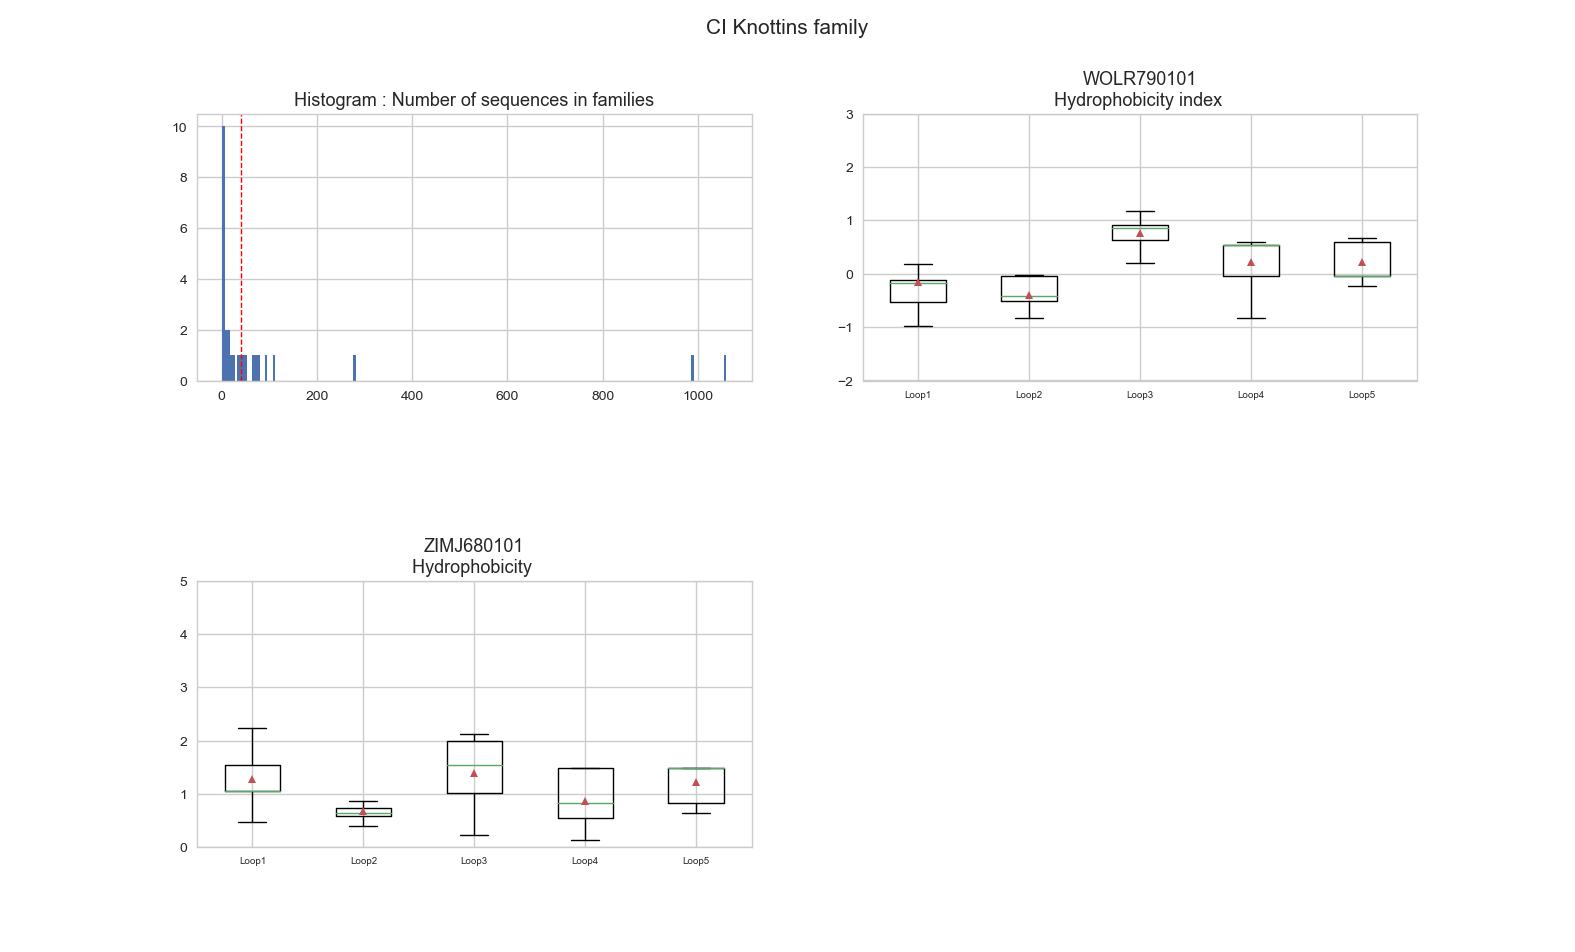 CI Knottins family
Histogram : Number of sequences in families
10
8
6
4
2
0
0 200 400 600 800 1000
WOLR790101
Hydrophobicity index
3
2
1
0
−1
−2
Loop1 Loop2 Loop3 Loop4 Loop5
ZIMJ680101
Hydrophobicity
5
4
3
2
1
0
Loop1 Loop2 Loop3 Loop4 Loop5